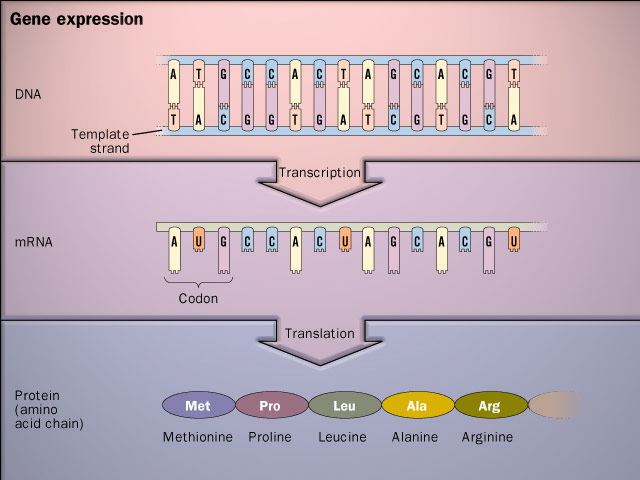 Gene expression
A T G C C A C T A G C A C G T
DNA
T A C G G T G A T C G T G C A
Template
strand
Transcription
mRNA
A U G C C A C U A G C A C G U
Codon
Translation
Protein
(amino
acid chain)
Met Pro Leu Ala Arg
Methionine Proline Leucine Alanine Arginine